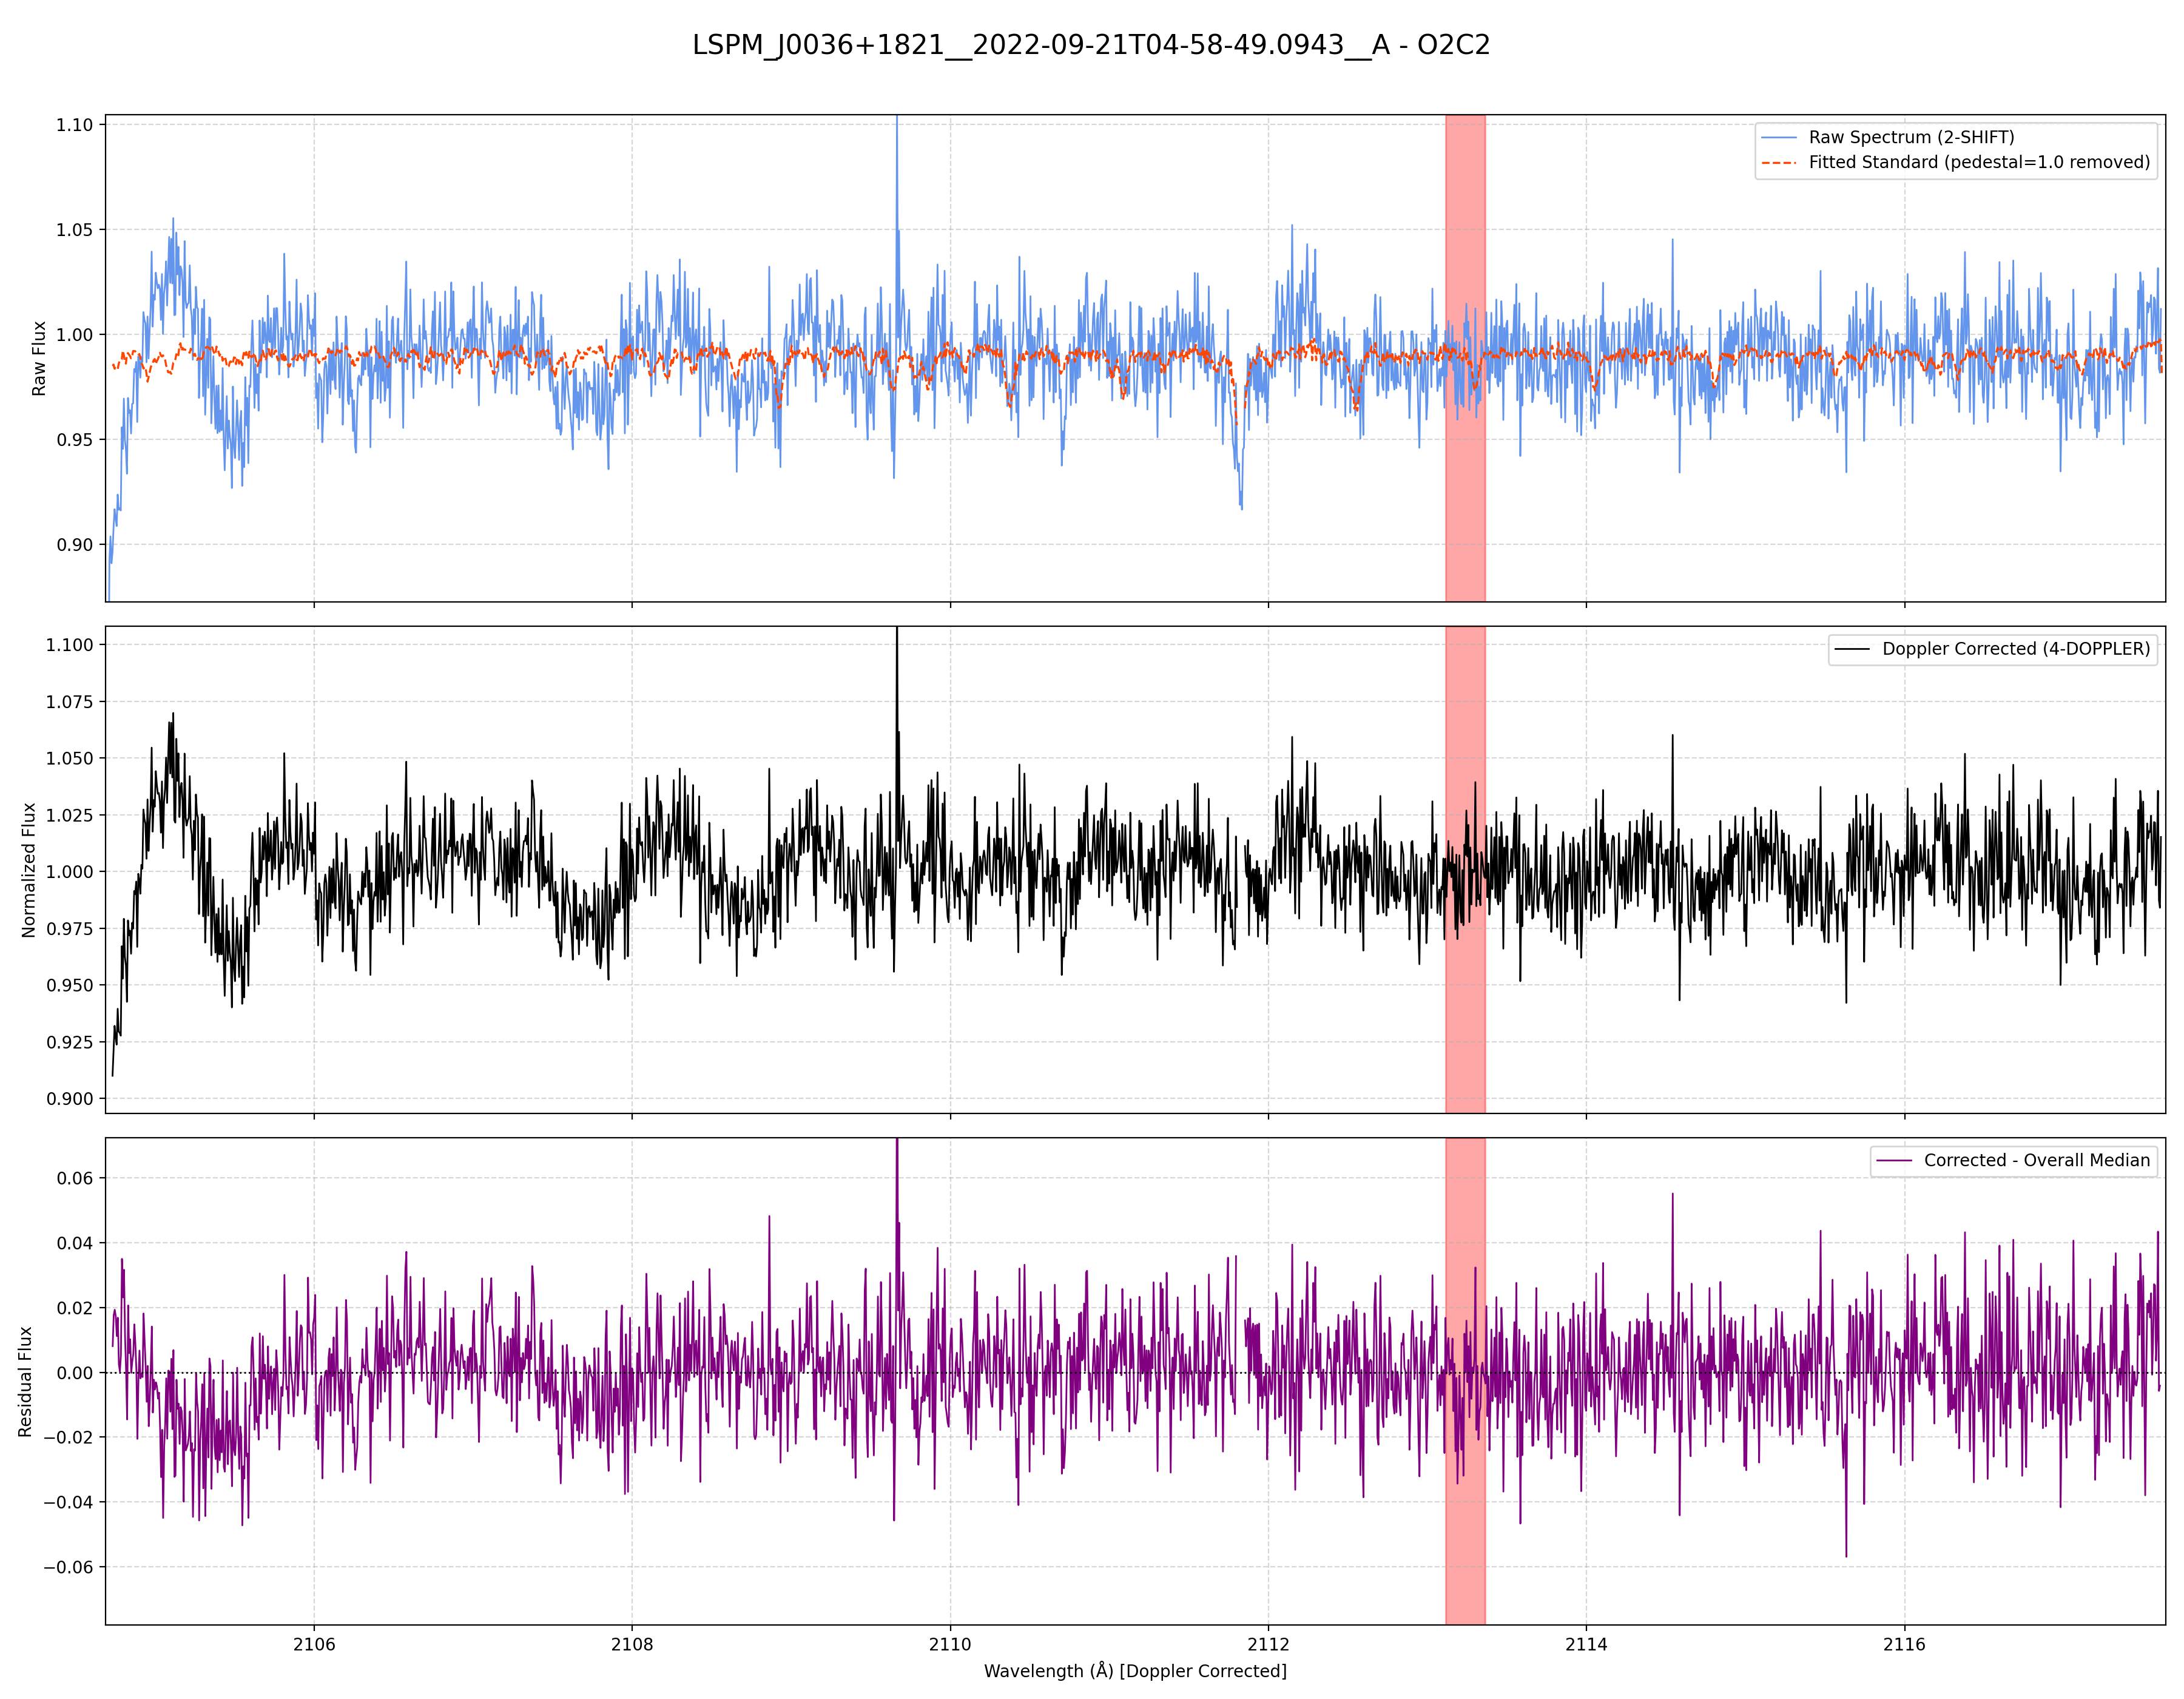 LSPM_J0036+1821__2022-09-21T04-58-49.0943__A - O2C2
Raw Flux
1.10
1.05
1.00
0.95
0.90
Raw Spectrum (2-SHIFT)
Fitted Standard (pedestal=1.0 removed)
Normalized Flux
1.100
1.075
1.050
1.025
1.000
0.975
0.950
0.925
0.900
Doppler Corrected (4-DOPPLER)
Residual Flux
0.06
0.04
0.02
0.00
−0.02
−0.04
−0.06
Corrected - Overall Median
2106 2108 2110 2112 2114 2116
Wavelength (Å) [Doppler Corrected]